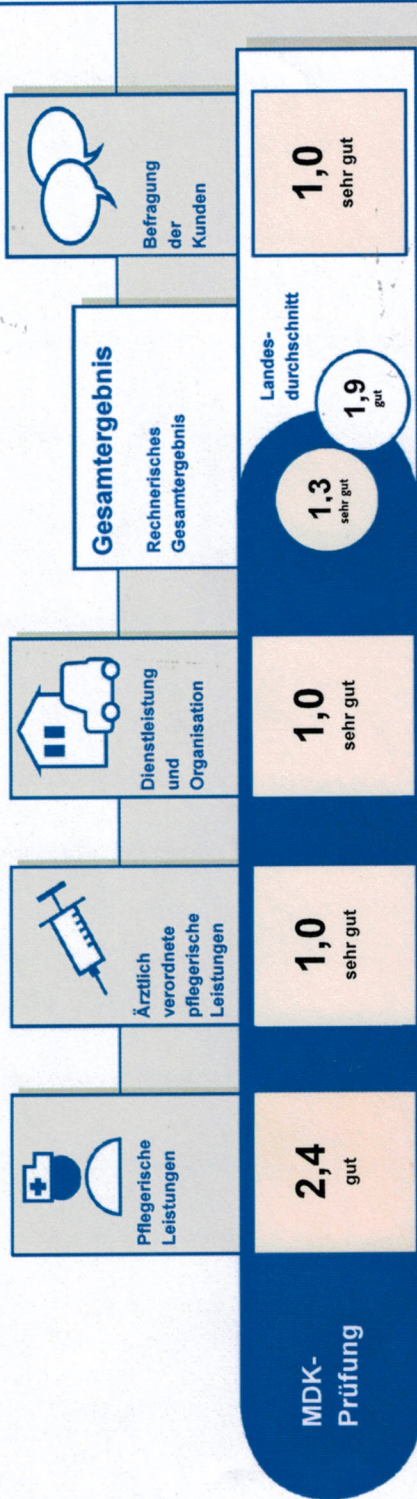 Pflegerische
Leistungen
Ärztlich
verordnete
pflegerische
Leistungen
Dienstleistung
und
Organisation
Gesamtergebnis
Rechnerisches
Gesamtergebnis
Befragung
der
Kunden
MDK-
Prüfung
2,4
gut
1,0
sehr gut
1,0
sehr gut
1,3
sehr gut
Landes-
durchschnitt
1,9
gut
1,0
sehr gut